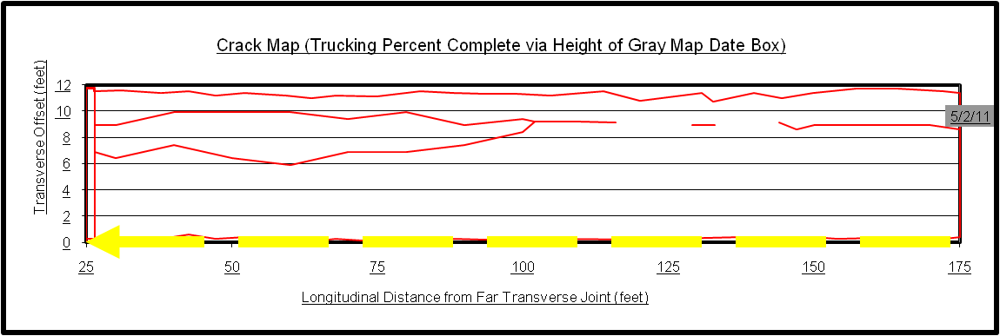 Crack Map (Trucking Percent Complete via Height of Gray Map Date Box)
Transverse Offset (feet)
12
10
8
6
4
2
0
5/2/11
25 50 75 100 125 150 175
Longitudinal Distance from Far Transverse Joint (feet)